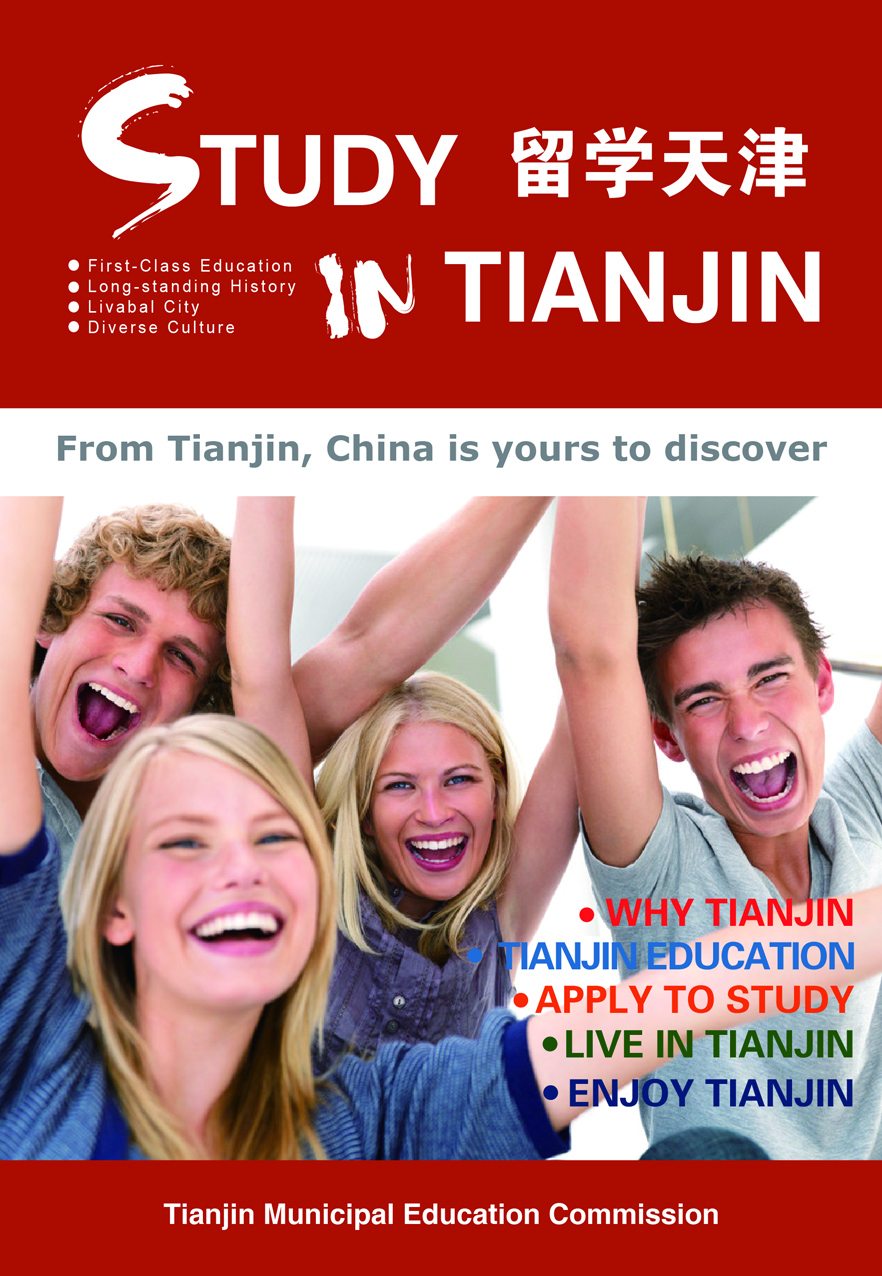 STUDY 留学天津
IN TIANJIN
● First-Class Education
● Long-standing History
● Livabal City
● Diverse Culture
From Tianjin, China is yours to discover
● WHY TIANJIN
● TIANJIN EDUCATION
● APPLY TO STUDY
● LIVE IN TIANJIN
● ENJOY TIANJIN
Tianjin Municipal Education Commission